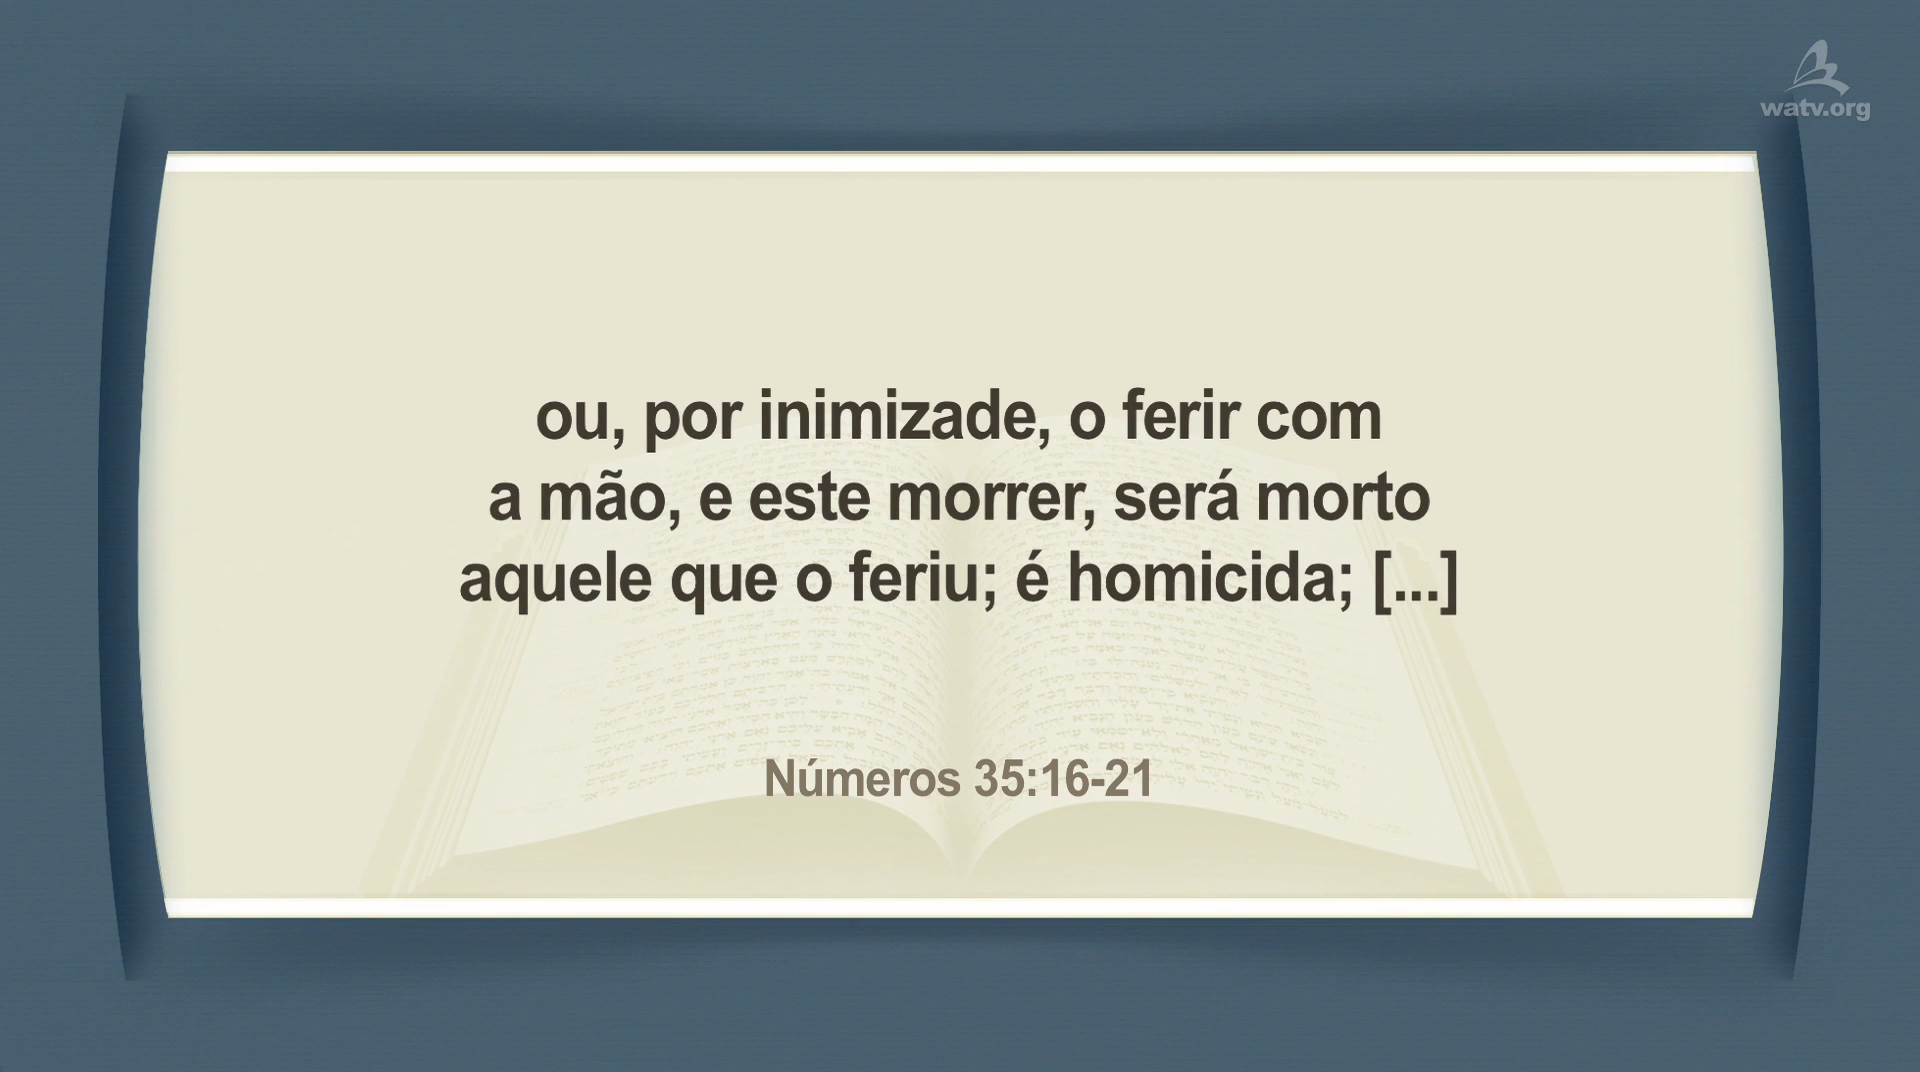 watv.org
ou, por inimizade, o ferir com
a mão, e este morrer, será morto
aquele que o feriu; é homicida; [...]
Números 35:16-21